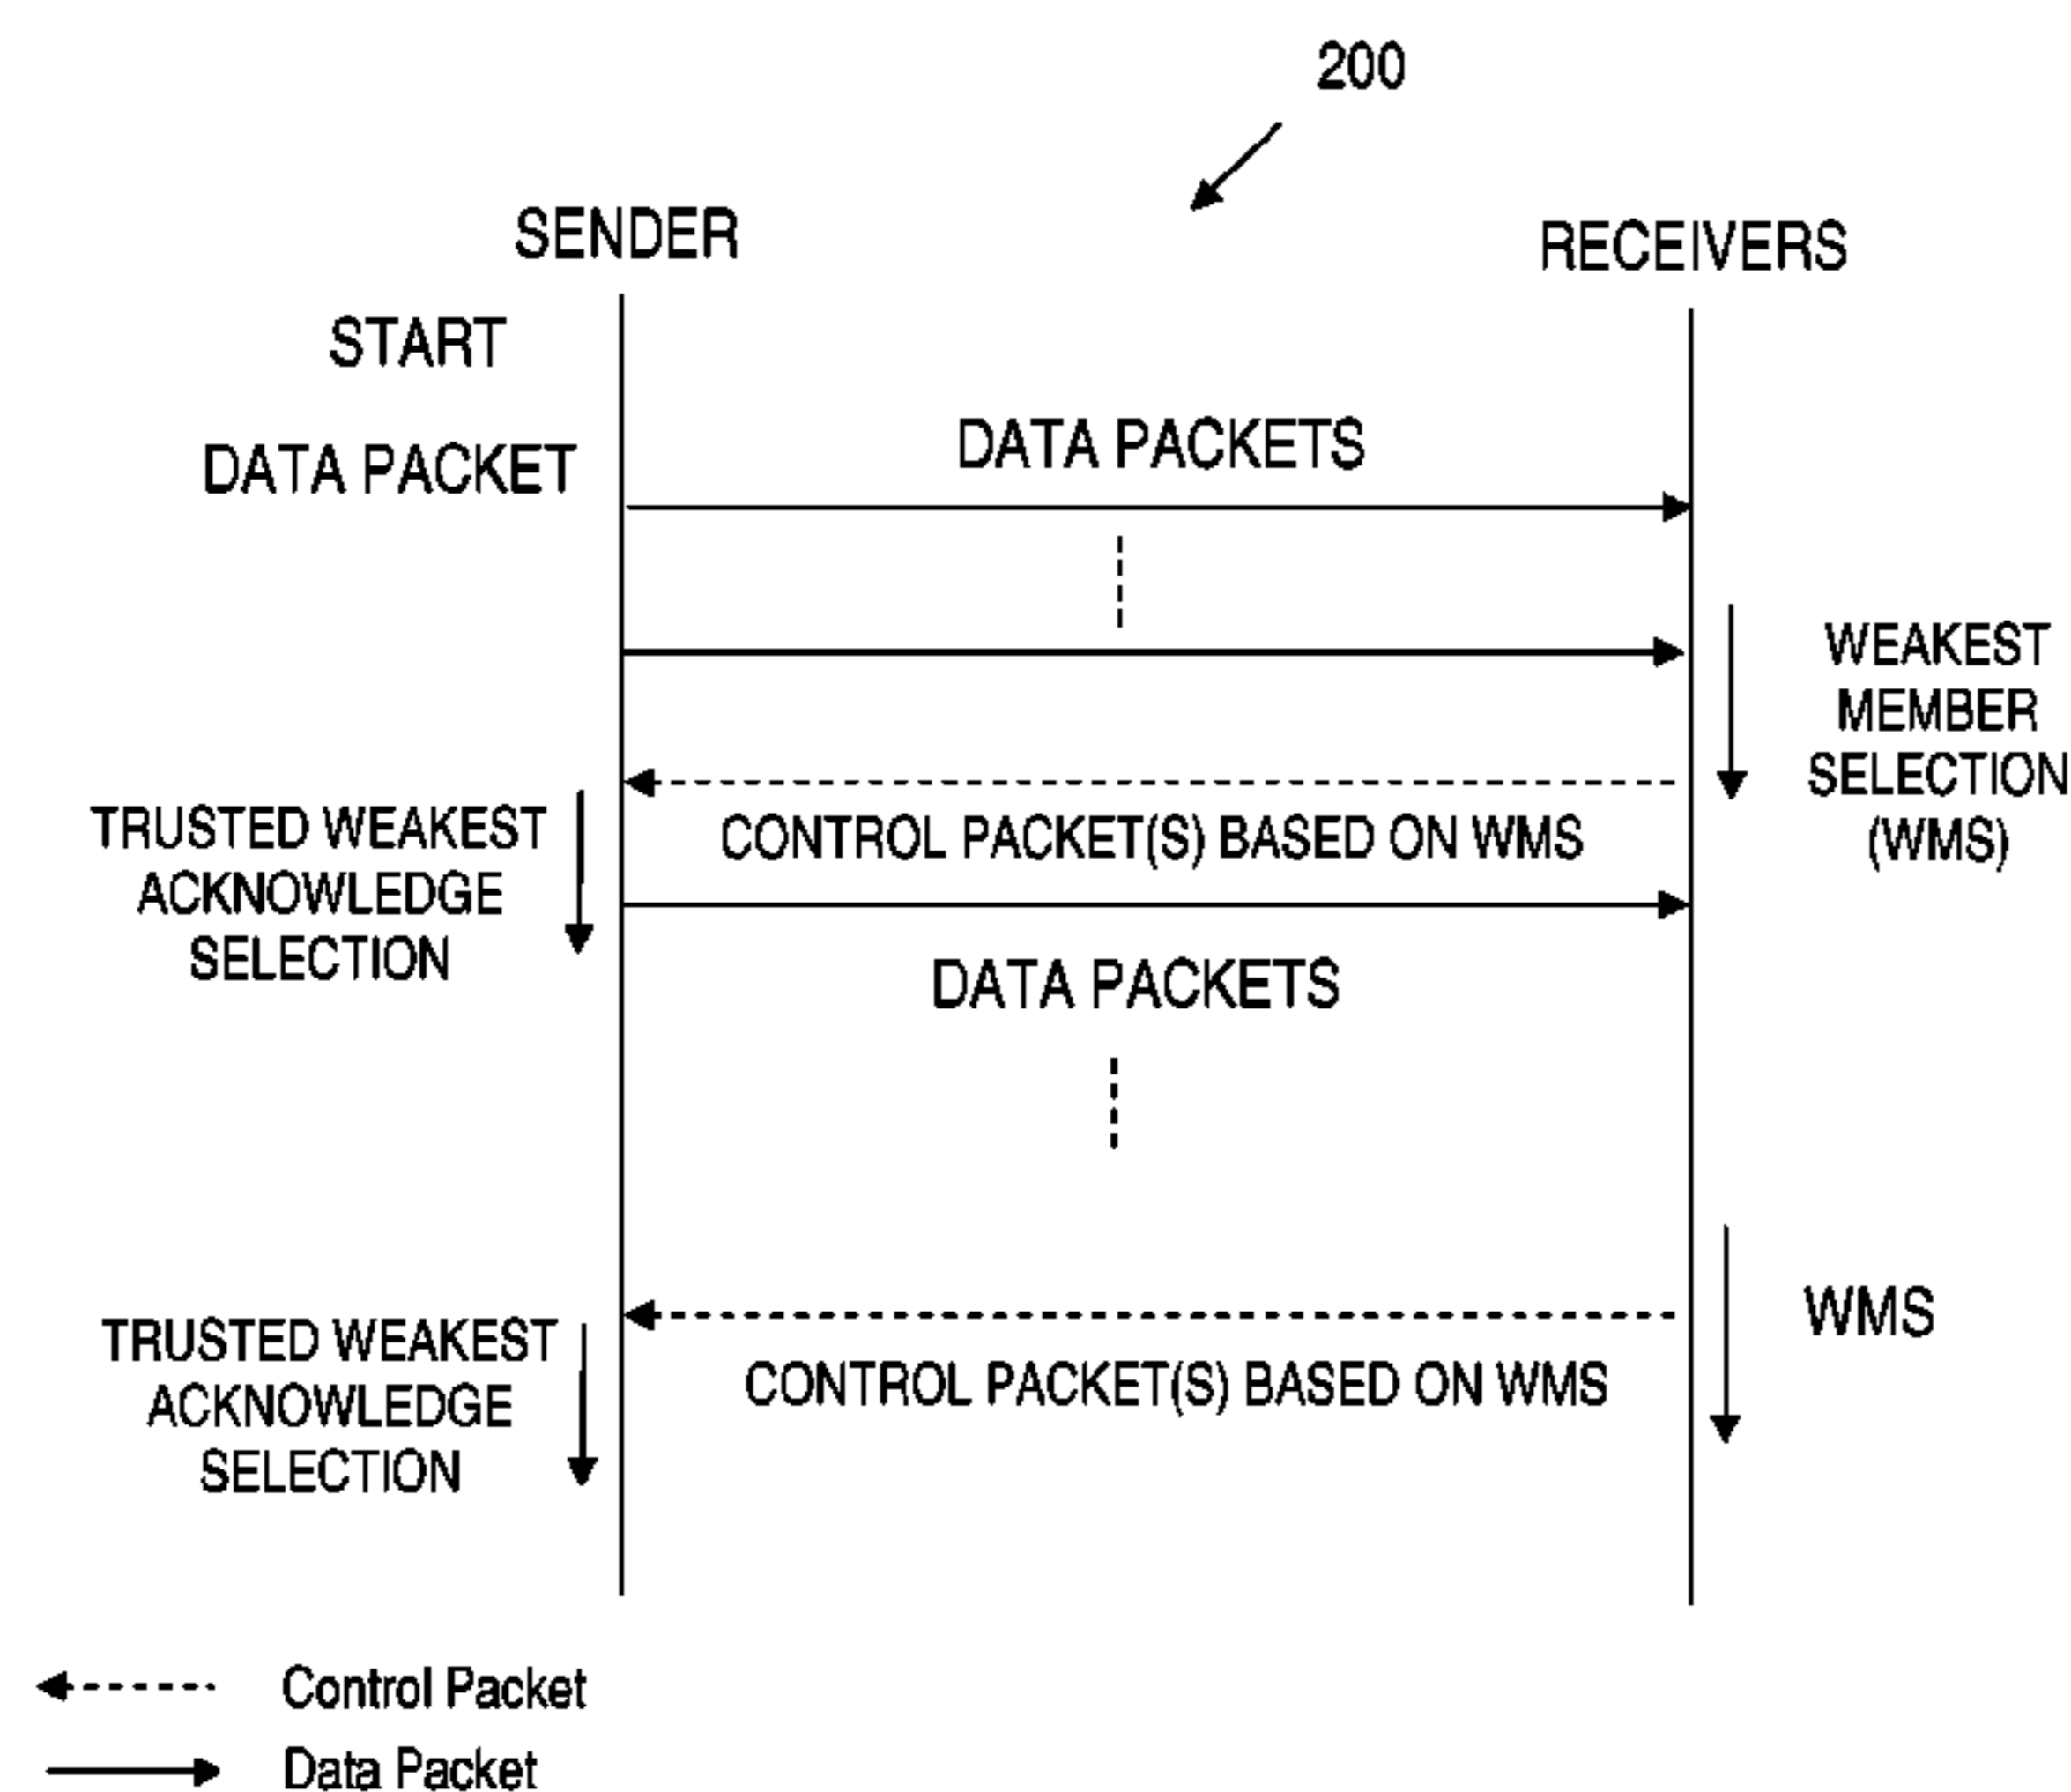 200
SENDER
RECEIVERS
START
DATA PACKET
DATA PACKETS
WEAKEST
MEMBER
SELECTION
(WMS)
TRUSTED WEAKEST
ACKNOWLEDGE
SELECTION
CONTROL PACKET(S) BASED ON WMS
DATA PACKETS
WMS
TRUSTED WEAKEST
ACKNOWLEDGE
SELECTION
CONTROL PACKET(S) BASED ON WMS
Control Packet
Data Packet